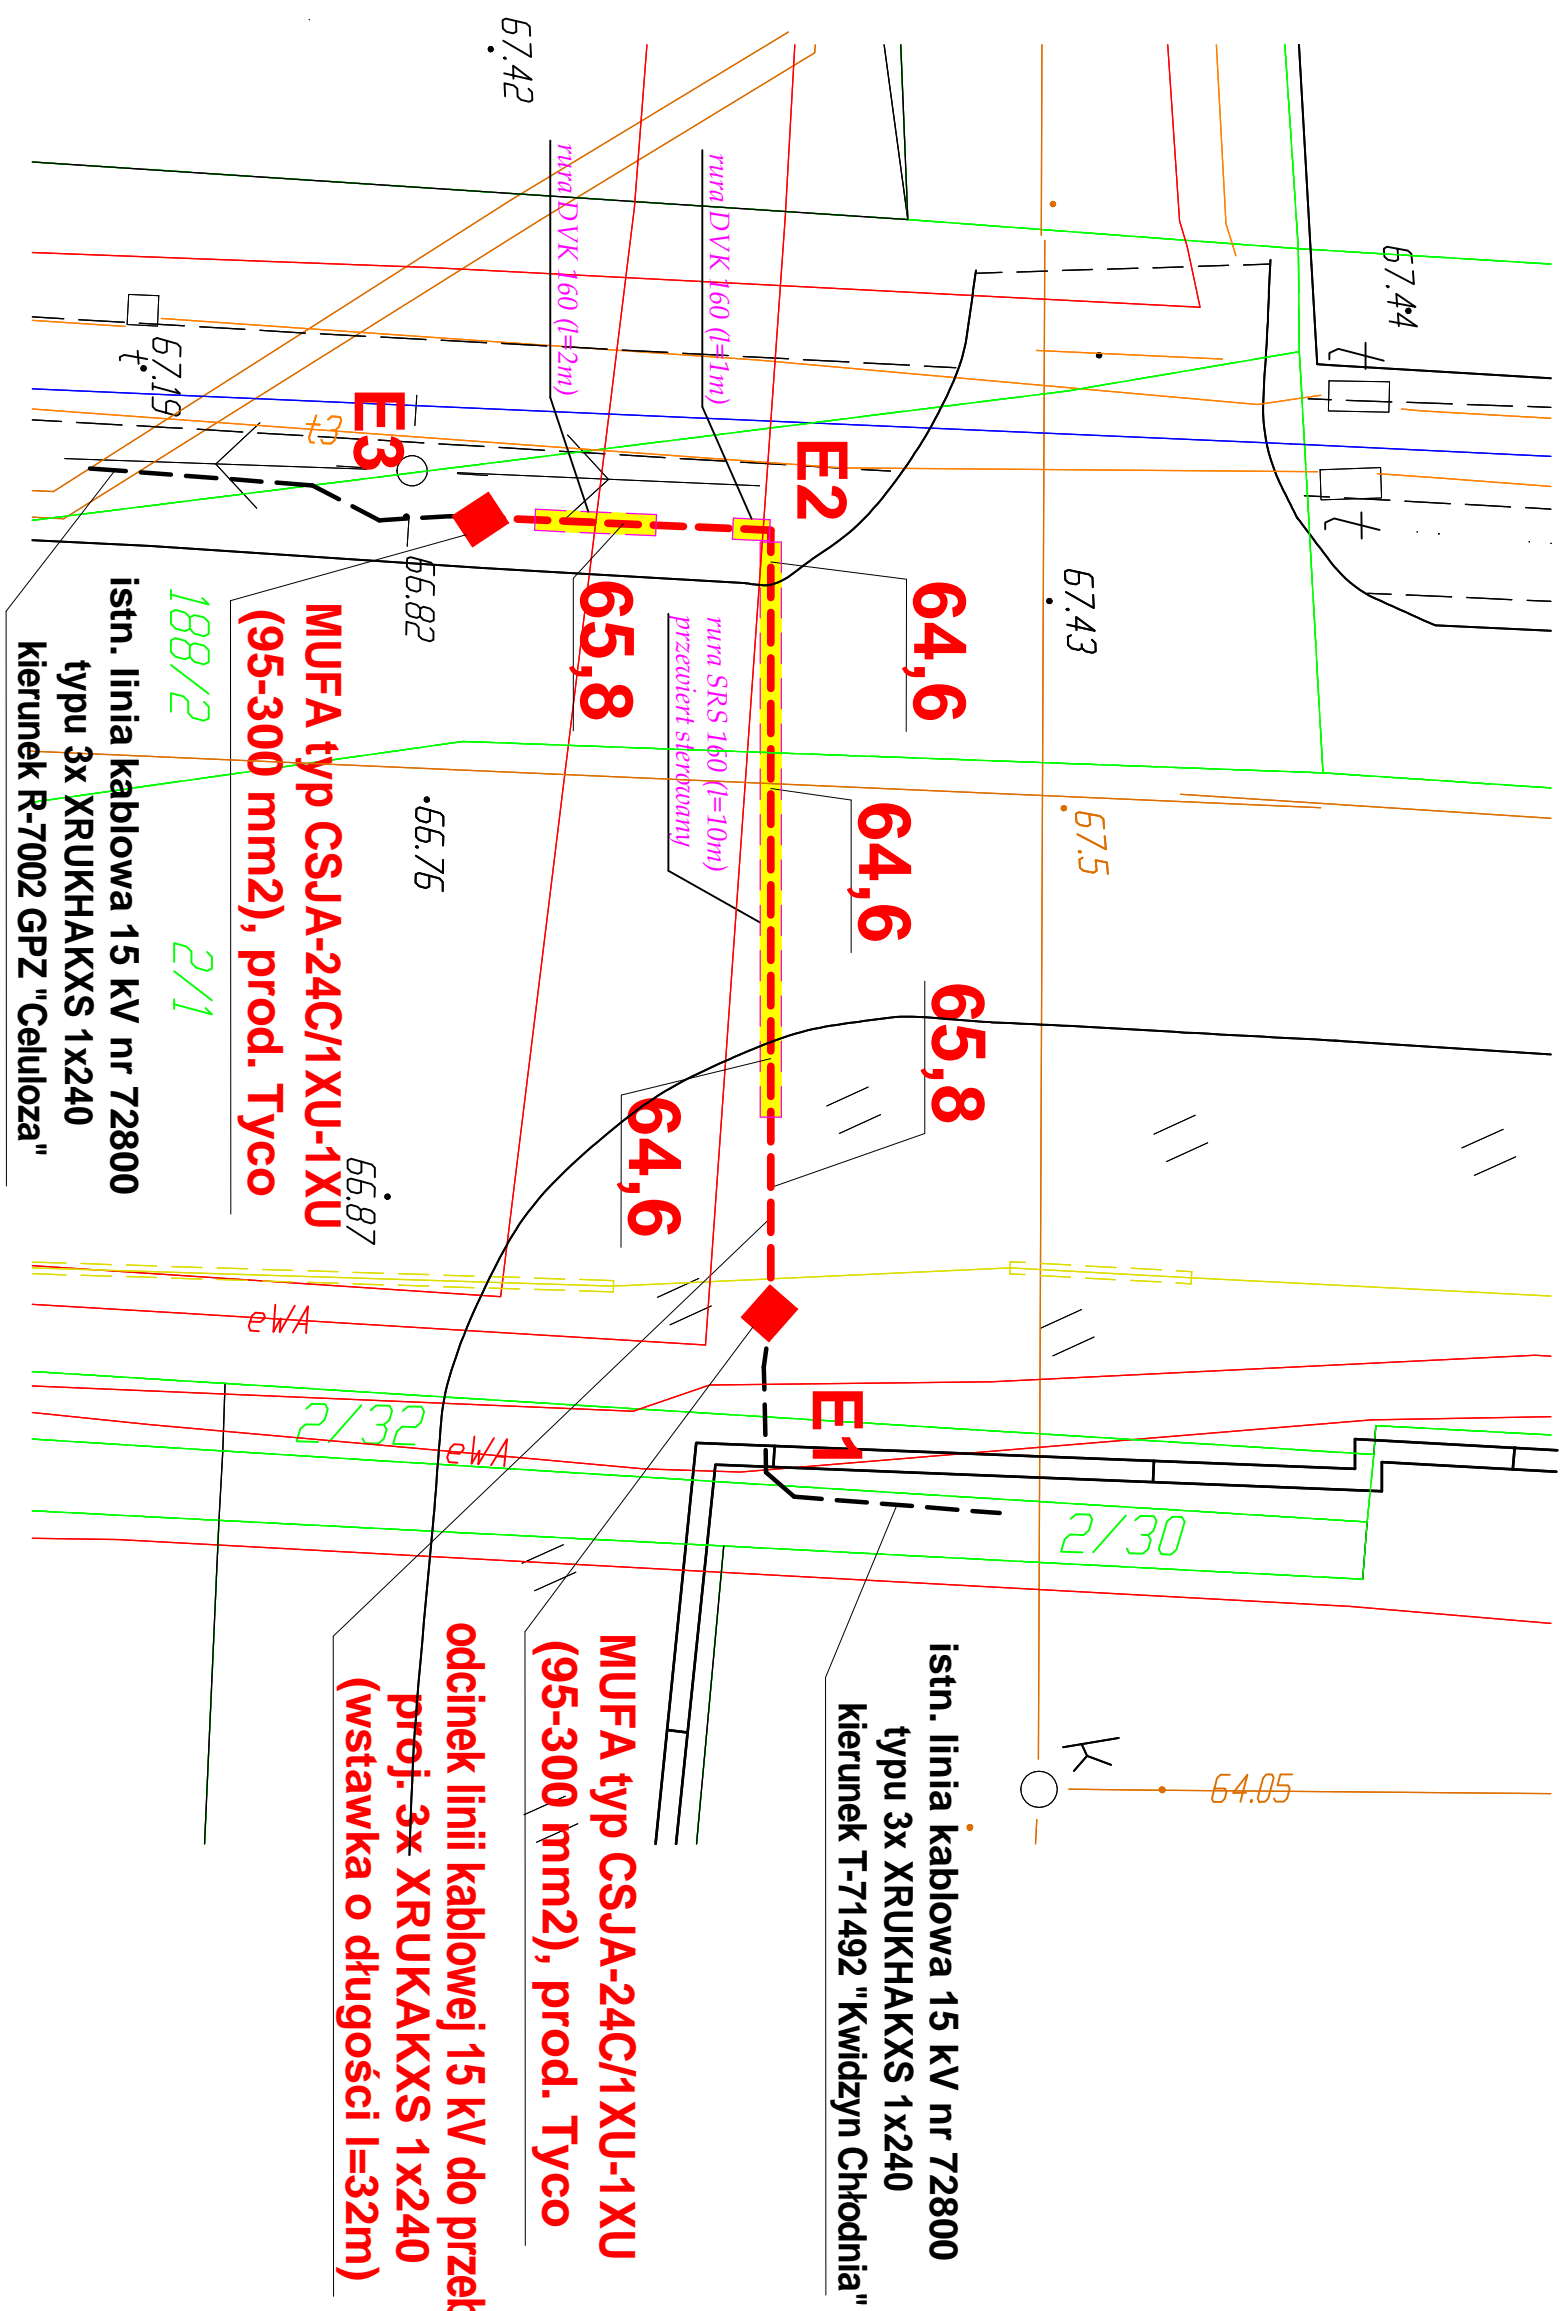 67.44
67.42
rura DVK 160 (l=1m)
rura DVK 160 (l=2m)
t
t
67.19
t
t3
E3
E2
67.43
66.82
64,6
65,8
rura SRS 160 (l=10m)
przewiert sterowany
67.5
64,6
66.76
65,8
64,6
66.87
188/2
2/1
MUFA typ CSJA-24C/1XU-1XU
(95-300 mm2), prod. Tyco
istn. linia kablowa 15 kV nr 72800
typu 3x XRUKHAKXS 1x240
kierunek R-7002 GPZ "Celuloza"
eWA
E1
2/32
eWA
2/30
K
64.05
istn. linia kablowa 15 kV nr 72800
typu 3x XRUKHAKXS 1x240
kierunek T-71492 "Kwidzyn Chłodnia"
MUFA typ CSJA-24C/1XU-1XU
(95-300 mm2), prod. Tyco
odcinek linii kablowej 15 kV do przeb
proj. 3x XRUKAKXS 1x240
(wstawka o długości l=32m)